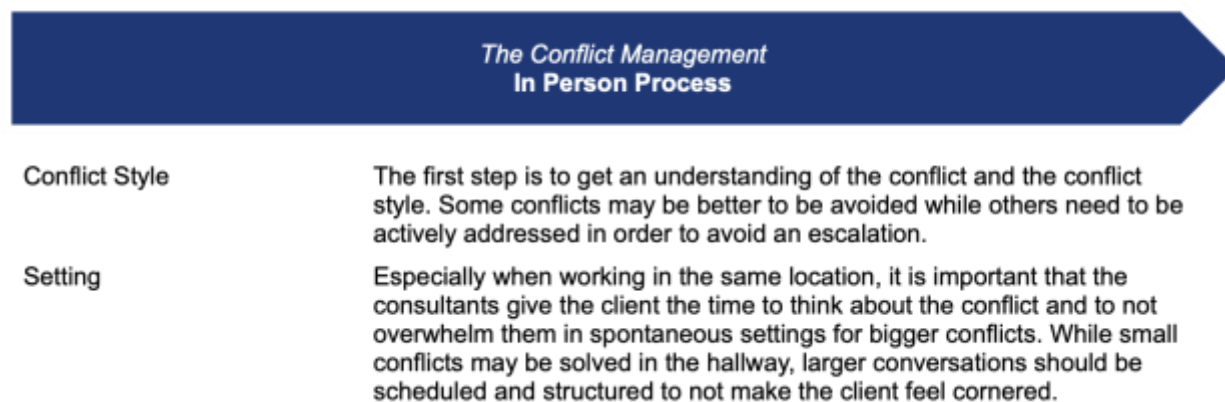 The Conflict Management
In Person Process
Conflict Style
The first step is to get an understanding of the conflict and the conflict
style. Some conflicts may be better to be avoided while others need to be
actively addressed in order to avoid an escalation.
Setting
Especially when working in the same location, it is important that the
consultants give the client the time to think about the conflict and to not
overwhelm them in spontaneous settings for bigger conflicts. While small
conflicts may be solved in the hallway, larger conversations should be
scheduled and structured to not make the client feel cornered.